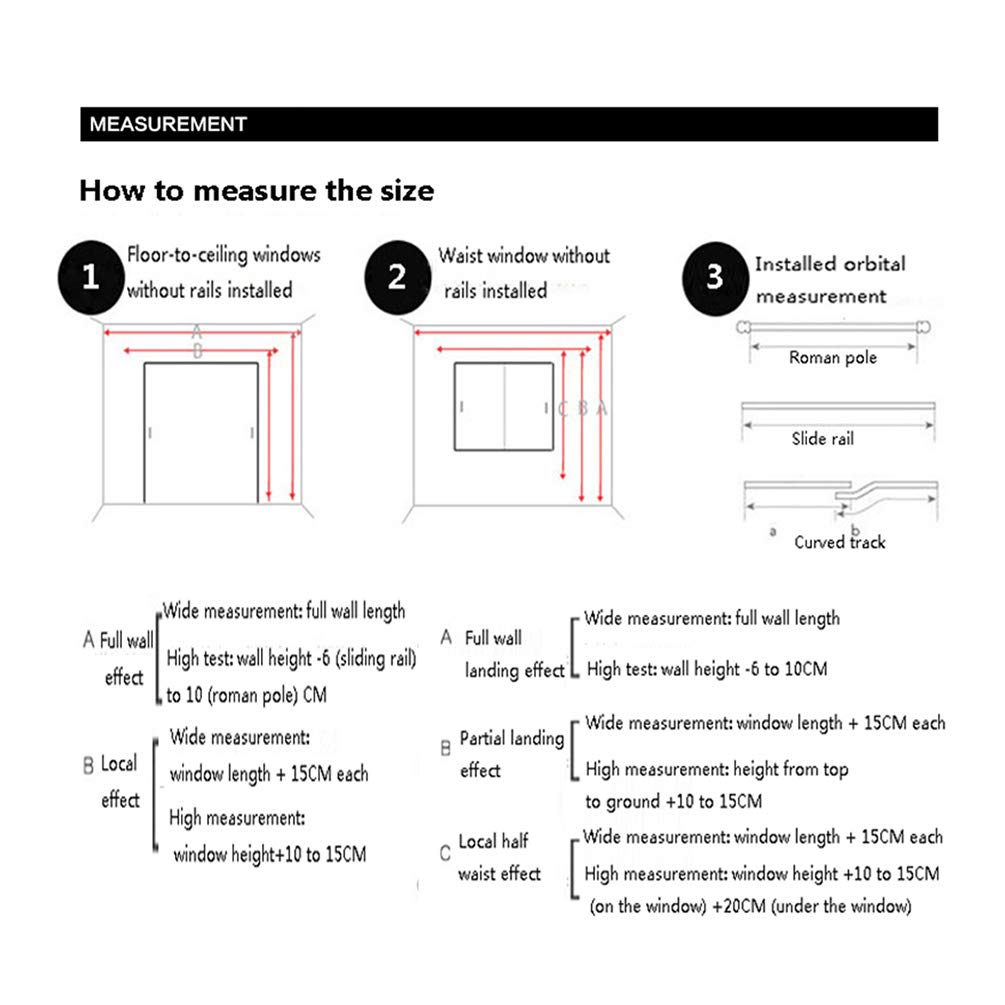 MEASUREMENT
How to measure the size
1
Floor-to-ceiling windows
without rails installed
A
B
2
Waist window without
rails installed
C B A
3
Installed orbital
measurement
Roman pole
Slide rail
a
b
Curved track
A Full wall
effect
Wide measurement: full wall length
High test: wall height -6 (sliding rail)
to 10 (roman pole) CM
B Local
effect
Wide measurement:
window length + 15CM each
High measurement:
window height+10 to 15CM
A Full wall
landing effect
Wide measurement: full wall length
High test: wall height -6 to 10CM
B Partial landing
effect
Wide measurement: window length + 15CM each
High measurement: height from top
to ground +10 to 15CM
C Local half
waist effect
Wide measurement: window length + 15CM each
High measurement: window height +10 to 15CM
(on the window) +20CM (under the window)